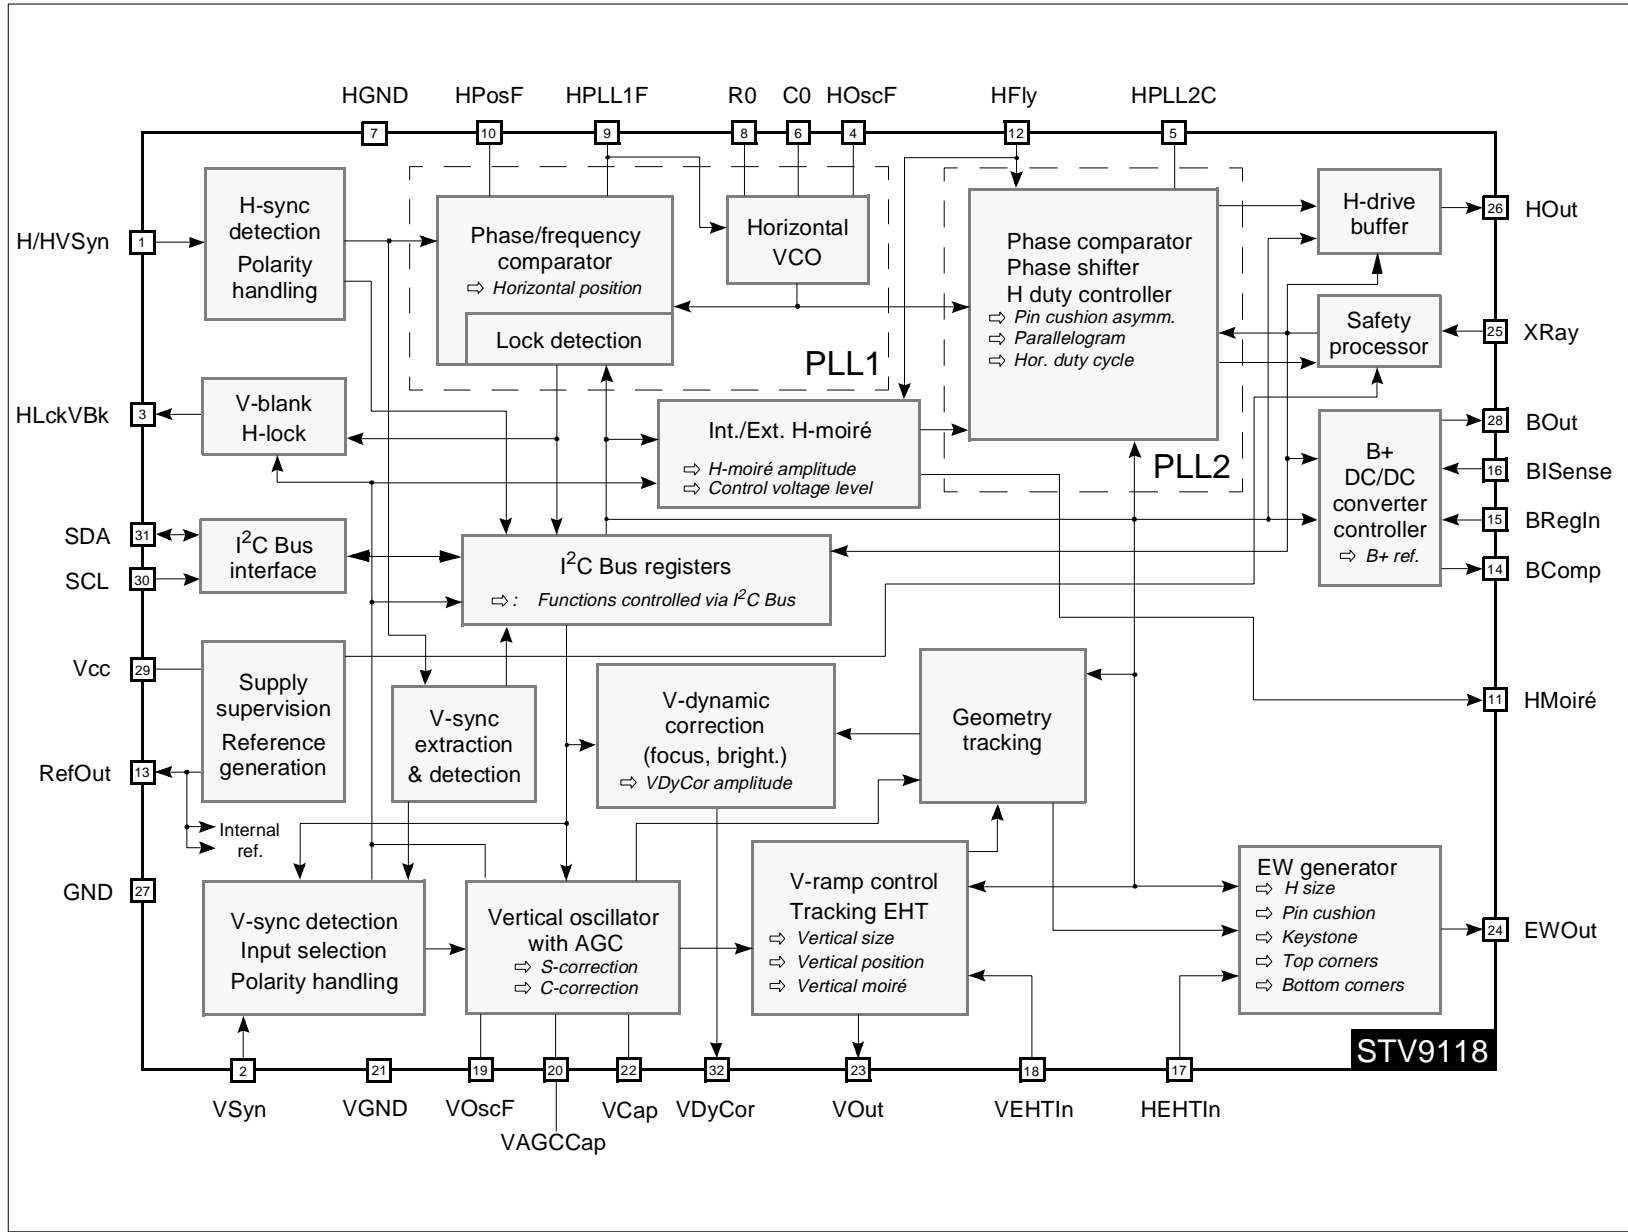 HGND HPosF HPLL1F R0 C0 HOscF HFly HPLL2C
7 10 9 8 6 4 12 5
H/HVSyn 1
H-sync
detection
Polarity
handling
Phase/frequency
comparator
⇨ Horizontal position
Lock detection
PLL1
Horizontal
VCO
Phase comparator
Phase shifter
H duty controller
⇨ Pin cushion asymm.
⇨ Parallelogram
⇨ Hor. duty cycle
PLL2
H-drive
buffer
26 HOut
Safety
processor
25 XRay
HLckVBk 3
V-blank
H-lock
Int./Ext. H-moiré
⇨ H-moiré amplitude
⇨ Control voltage level
B+
DC/DC
converter
controller
⇨ B+ ref.
28 BOut
16 BISense
15 BRegIn
14 BComp
SDA 31
SCL 30
I2C Bus
interface
I2C Bus registers
⇨ : Functions controlled via I2C Bus
Vcc 29
Supply
supervision
Reference
generation
RefOut 13
Internal
ref.
V-sync
extraction
& detection
V-dynamic
correction
(focus, bright.)
⇨ VDyCor amplitude
Geometry
tracking
11 HMoiré
GND 27
V-sync detection
Input selection
Polarity handling
Vertical oscillator
with AGC
⇨ S-correction
⇨ C-correction
V-ramp control
Tracking EHT
⇨ Vertical size
⇨ Vertical position
⇨ Vertical moiré
EW generator
⇨ H size
⇨ Pin cushion
⇨ Keystone
⇨ Top corners
⇨ Bottom corners
24 EWOut
STV9118
2 21 19 20 22 32 23 18 17
VSyn VGND VOscF VCap VDyCor VOut VEHTIn HEHTIn
VAGCCap